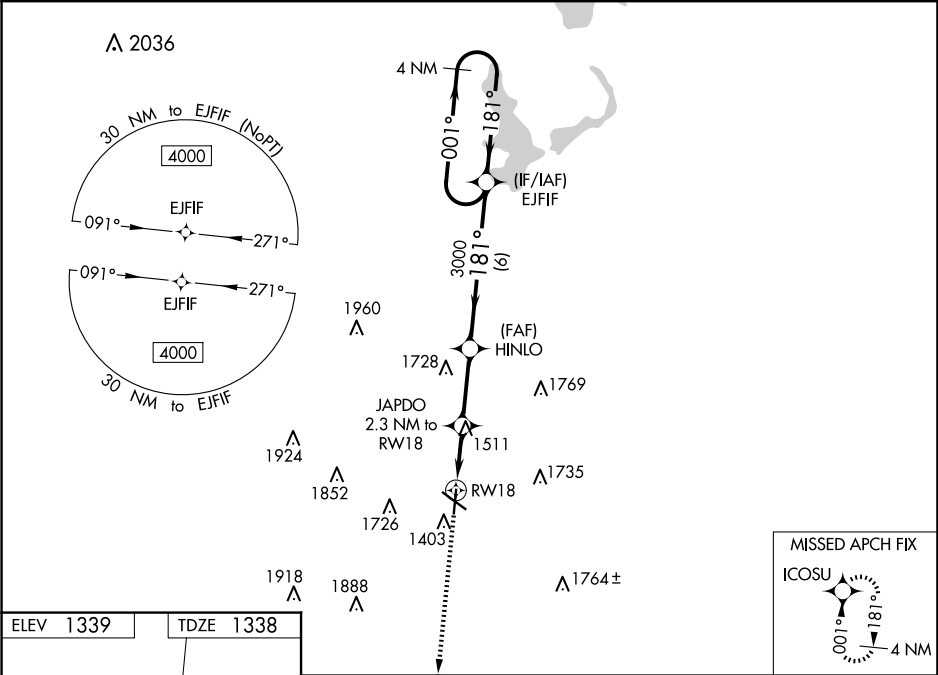 2036
4 NM
001°
181°
30 NM to EJFIF (NoPT)
4000
EJFIF
091°
271°
(IF/IAF)
EJFIF
3000
181°
(6)
091°
271°
EJFIF
4000
30 NM to EJFIF
1960
(FAF)
HINLO
1728
1769
JAPDO
2.3 NM to
RW18
1511
1924
1852
1735
RW18
1726
1403
1918
1888
1764±
MISSED APCH FIX
ICOSU
181°
001°
4 NM
ELEV 1339
TDZE 1338